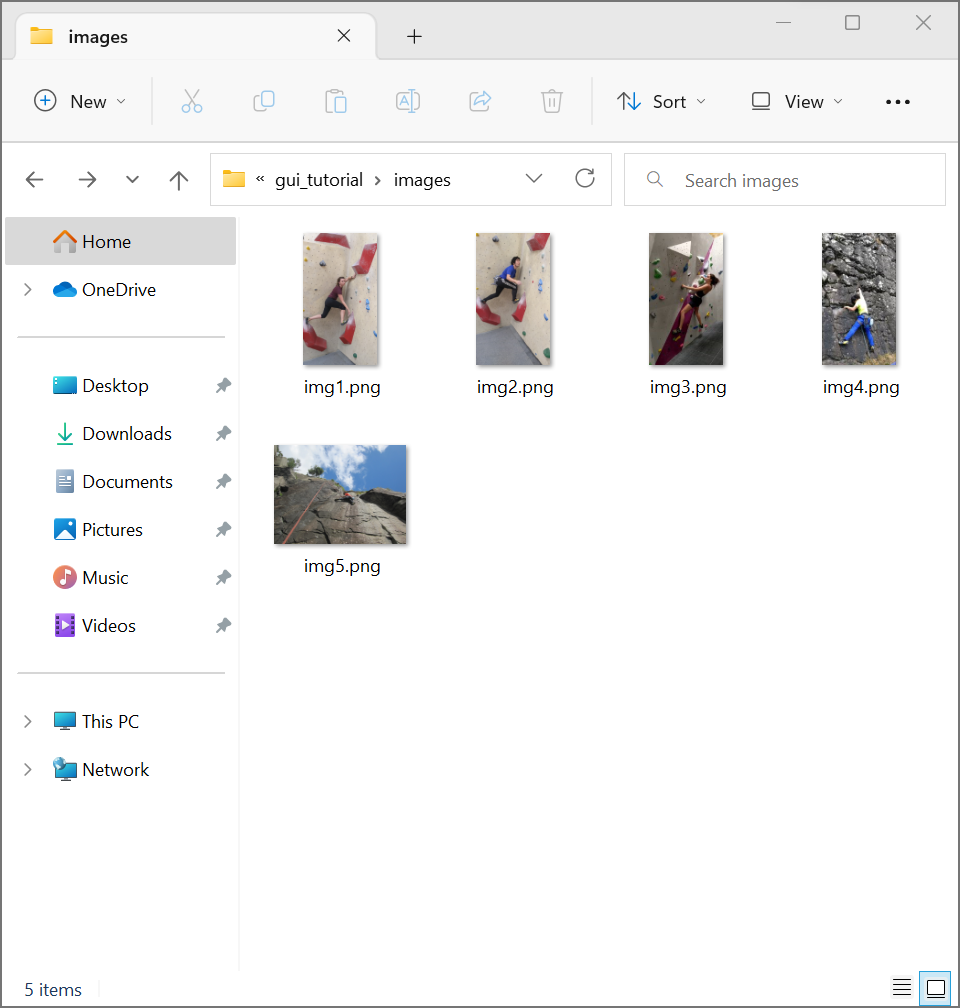 images
New
Sort
View
« gui_tutorial > images
Search images
Home
OneDrive
Desktop
Downloads
Documents
Pictures
Music
Videos
This PC
Network
img1.png
img2.png
img3.png
img4.png
img5.png
5 items